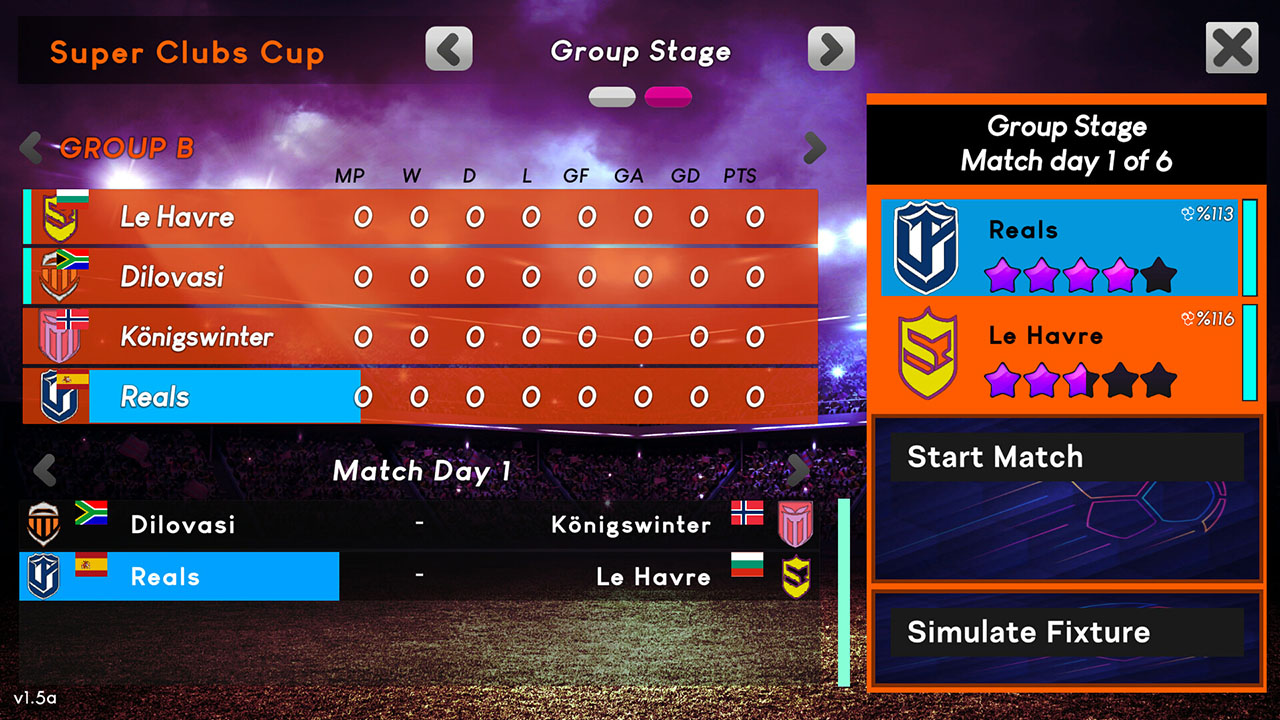 Super Clubs Cup
Group Stage
GROUP B
MP W D L GF GA GD PTS
Le Havre 0 0 0 0 0 0 0 0
Dilovasi 0 0 0 0 0 0 0 0
Königswinter 0 0 0 0 0 0 0 0
Reals 0 0 0 0 0 0 0 0
Match Day 1
Dilovasi - Königswinter
Reals - Le Havre
Group Stage
Match day 1 of 6
%113
Reals
%116
Le Havre
Start Match
Simulate Fixture
v1.5a